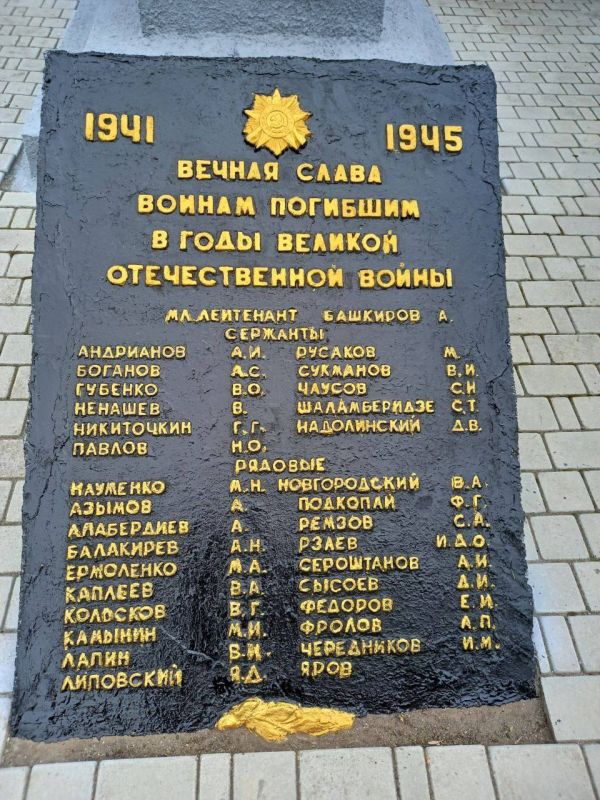 1941 1945
ВЕЧНАЯ СЛАВА
ВОИНАМ ПОГИБШИМ
В ГОДЫ ВЕЛИКОЙ
ОТЕЧЕСТВЕННОЙ ВОЙНЫ
МЛ.ЛЕЙТЕНАНТ БАШКИРОВ А.
СЕРЖАНТЫ
АНДРИАНОВ А.И. РУСАКОВ М.
БОГАНОВ А.С. СУКМАНОВ В.И.
ГУБЕНКО В.О. ЧАУСОВ С.Н
НЕНАШЕВ В. ШАЛАМБЕРИДЗЕ С.Т.
НИКИТОЧКИН Г.Г. НАДОЛИНСКИЙ Д.В.
ПАВЛОВ Н.О.
РЯДОВЫЕ
НАУМЕНКО М.Н. НОВГОРОДСКИЙ В.А.
АЗЫМОВ А. ПОДКОПАЙ Ф.Г.
АЛАБЕРДИЕВ А. РЕМЗОВ С.А.
БАЛАКИРЕВ А.Н. РЗАЕВ И.Д.О.
ЕРМОЛЕНКО М.А. СЕРОШТАНОВ А.И.
КАПЛЕЕВ В.А. СЫСОЕВ Д.И.
КОЛЬСКОВ В.Г. ФЕДОРОВ Е.И.
КАМЫНИН М.И. ФРОЛОВ А.П.
ЛАПИН В.И. ЧЕРЕДНИКОВ И.М.
ЛИПОВСКИЙ Я.Д. ЯРОВ